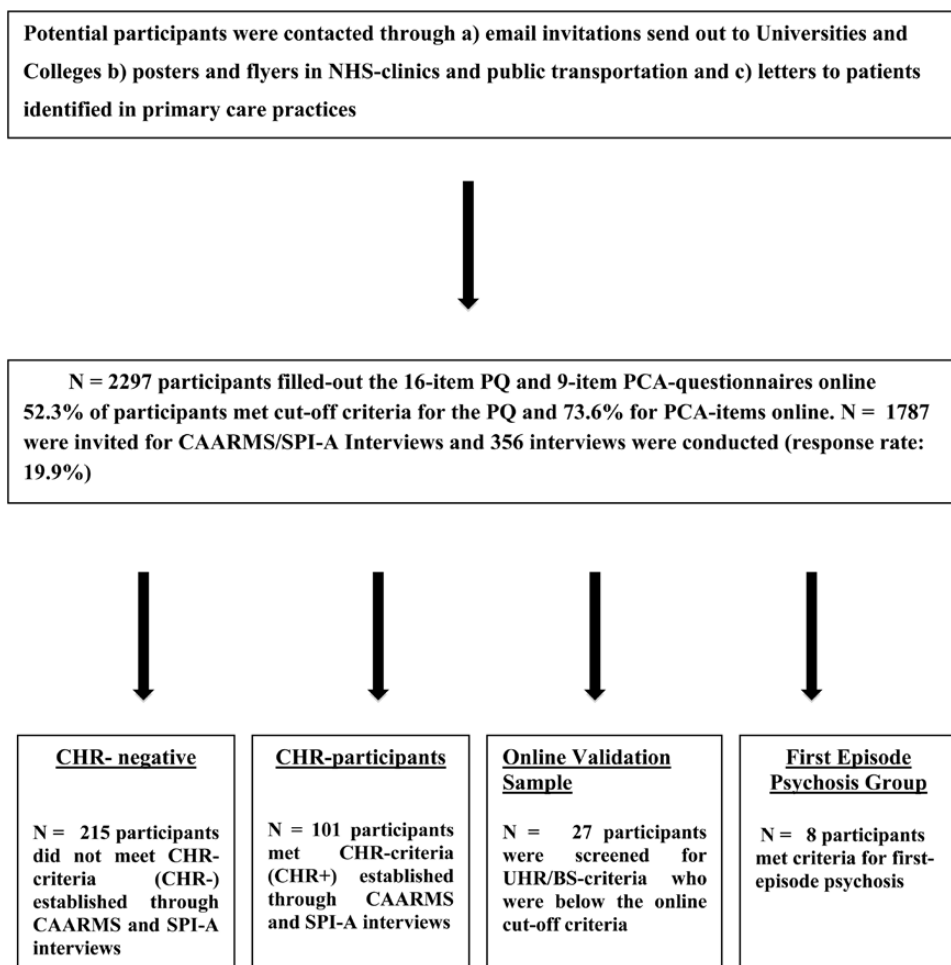 Potential participants were contacted through a) email invitations send out to Universities and
Colleges b) posters and flyers in NHS-clinics and public transportation and c) letters to patients
identified in primary care practices
N = 2297 participants filled-out the 16-item PQ and 9-item PCA-questnaires online
52.3% of participants met cut-off criteria for the PQ and 73.6% for PCA-items online. N = 1787
were invited for CAARMS/SPI-A Interviews and 356 interviews were conducted (response rate:
19.9%)
CHR- negative
N = 215 participants
did not meet CHR-
criteria (CHR-)
established through
CAARMS and SPI-A
interviews
CHR-participants
N = 101 participants
met CHR-criteria
(CHR+) established
through CAARMS
and SPI-A interviews
Online Validation
Sample
N = 27 participants
were screened for
UHR/BS-criteria who
were below the online
cut-off criteria
First Episode
Psychosis Group
N = 8 participants
met criteria for first-
episode psychosis